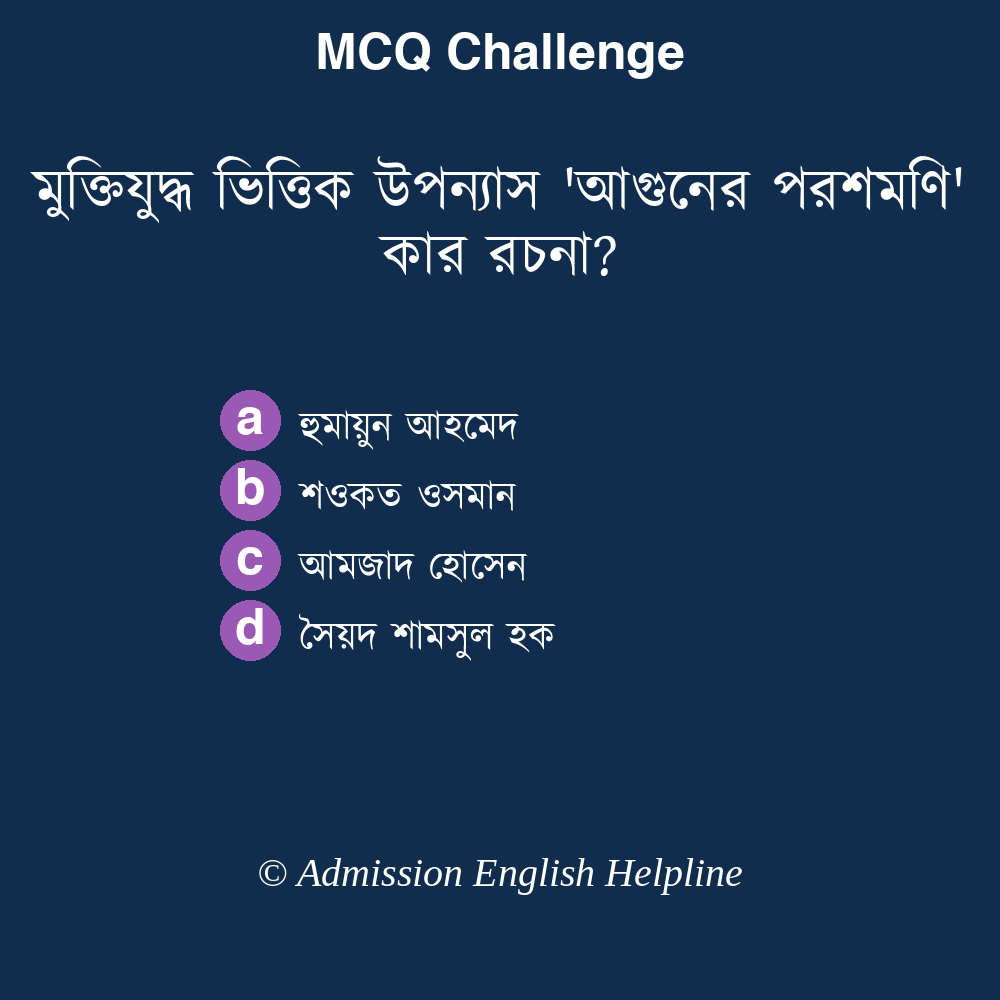 MCQ Challenge
মুক্তিযুদ্ধ ভিত্তিক উপন্যাস 'আগুনের পরশমণি'
কার রচনা?
a হুমায়ুন আহমেদ
b শওকত ওসমান
c আমজাদ হোসেন
d সৈয়দ শামসুল হক
© Admission English Helpline